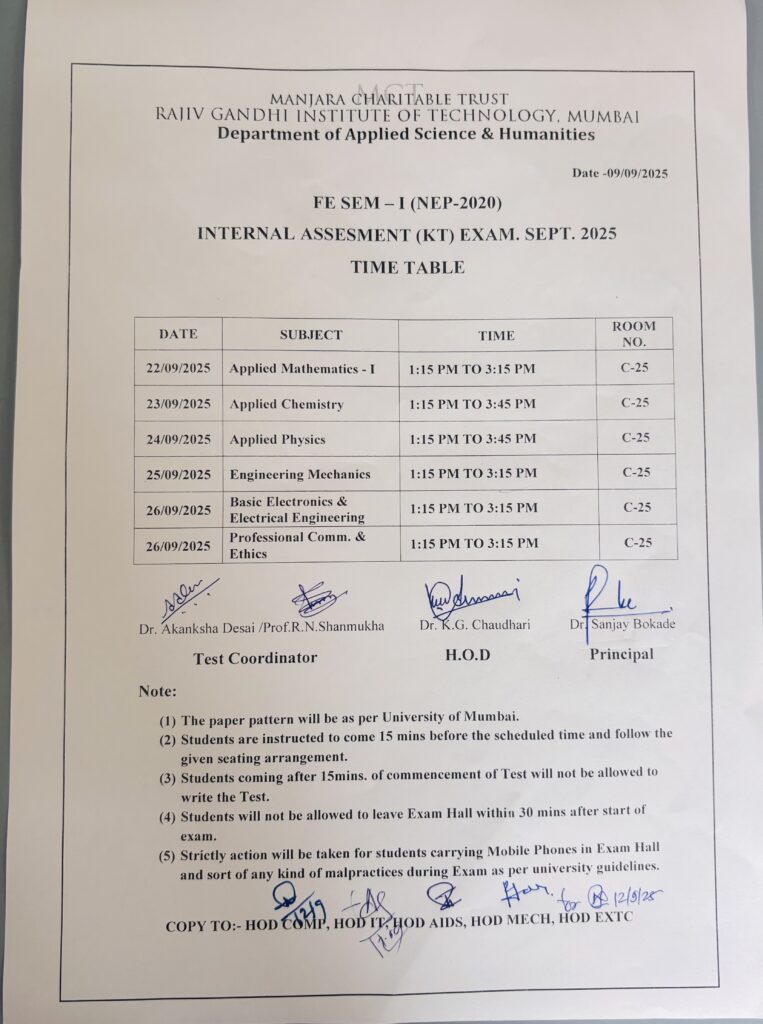 MCT
MANJARA CHARITABLE TRUST
RAJIV GANDHI INSTITUTE OF TECHNOLOGY, MUMBAI
Department of Applied Science & Humanities
Date -09/09/2025
FE SEM – I (NEP-2020)
INTERNAL ASSESMENT (KT) EXAM. SEPT. 2025
TIME TABLE
DATE SUBJECT TIME ROOM
NO.
22/09/2025 Applied Mathematics - I 1:15 PM TO 3:15 PM C-25
23/09/2025 Applied Chemistry 1:15 PM TO 3:45 PM C-25
24/09/2025 Applied Physics 1:15 PM TO 3:45 PM C-25
25/09/2025 Engineering Mechanics 1:15 PM TO 3:15 PM C-25
26/09/2025 Basic Electronics & 1:15 PM TO 3:15 PM C-25
Electrical Engineering
26/09/2025 Professional Comm. & 1:15 PM TO 3:15 PM C-25
Ethics
Dr. Akanksha Desai /Prof.R.N.Shanmukha Dr. K.G. Chaudhari Dr. Sanjay Bokade
Test Coordinator H.O.D Principal
Note:
(1) The paper pattern will be as per University of Mumbai.
(2) Students are instructed to come 15 mins before the scheduled time and follow the
given seating arrangement.
(3) Students coming after 15mins. of commencement of Test will not be allowed to
write the Test.
(4) Students will not be allowed to leave Exam Hall within 30 mins after start of
exam.
(5) Strictly action will be taken for students carrying Mobile Phones in Exam Hall
and sort of any kind of malpractices during Exam as per university guidelines.
12/9 for 12/9/25
COPY TO:- HOD COMP, HOD IT, HOD AIDS, HOD MECH, HOD EXTC